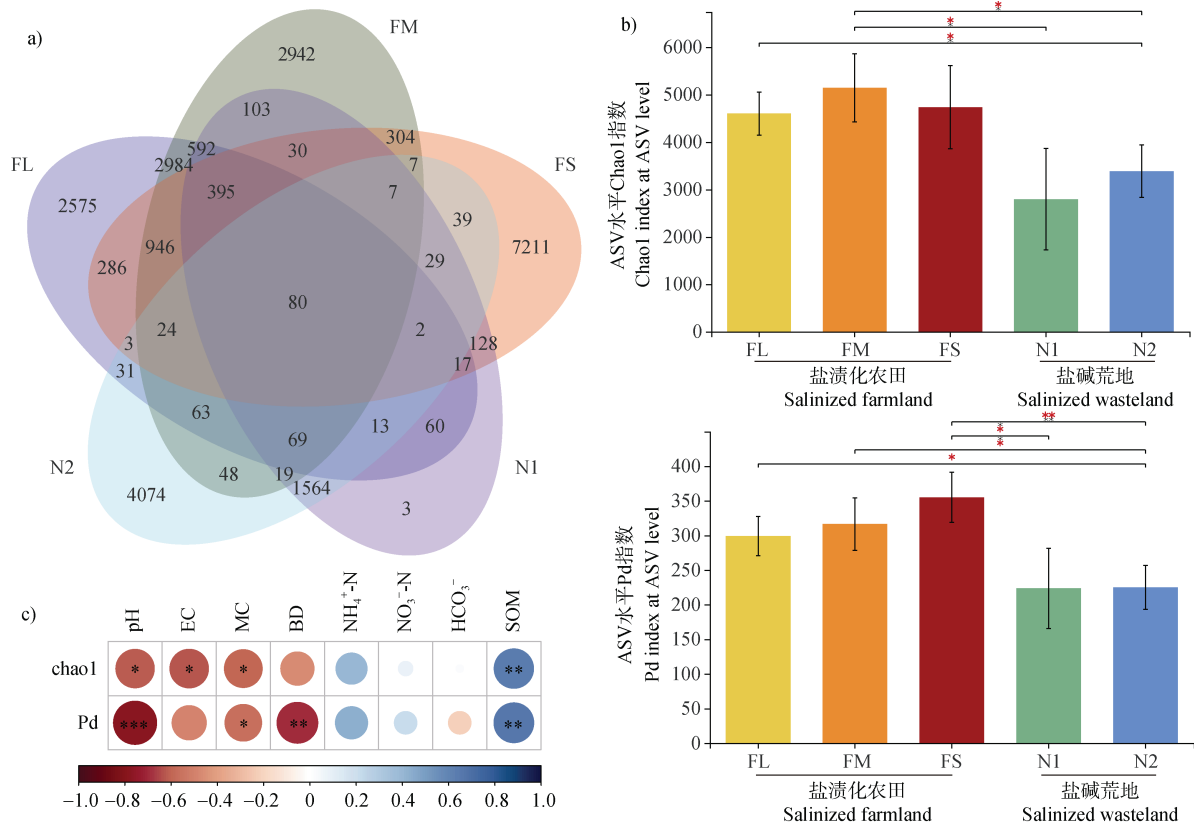 a)
FM
2942
103
592
2984
30
304
7
FL
FS
2575
395
7
39
7211
946
29
286
80
24
2
3
128
31
17
63
13
60
69
N2
48
19
N1
4074
1564
3
b)
ASV水平Chao1指数
Chao1 index at ASV level
6000
5000
4000
3000
2000
1000
0
* * *
FL FM FS N1 N2
盐渍化农田 盐碱荒地
Salinized farmland Salinized wasteland
ASV水平Pd指数
Pd index at ASV level
400
350
300
250
200
150
100
50
0
** * * *
FL FM FS N1 N2
盐渍化农田 盐碱荒地
Salinized farmland Salinized wasteland
c)
pH EC MC BD NH₄⁺-N NO₃⁻-N HCO₃⁻ SOM
chao1 * * * **
Pd *** * ** **
−1.0 −0.8 −0.6 −0.4 −0.2 0 0.2 0.4 0.6 0.8 1.0